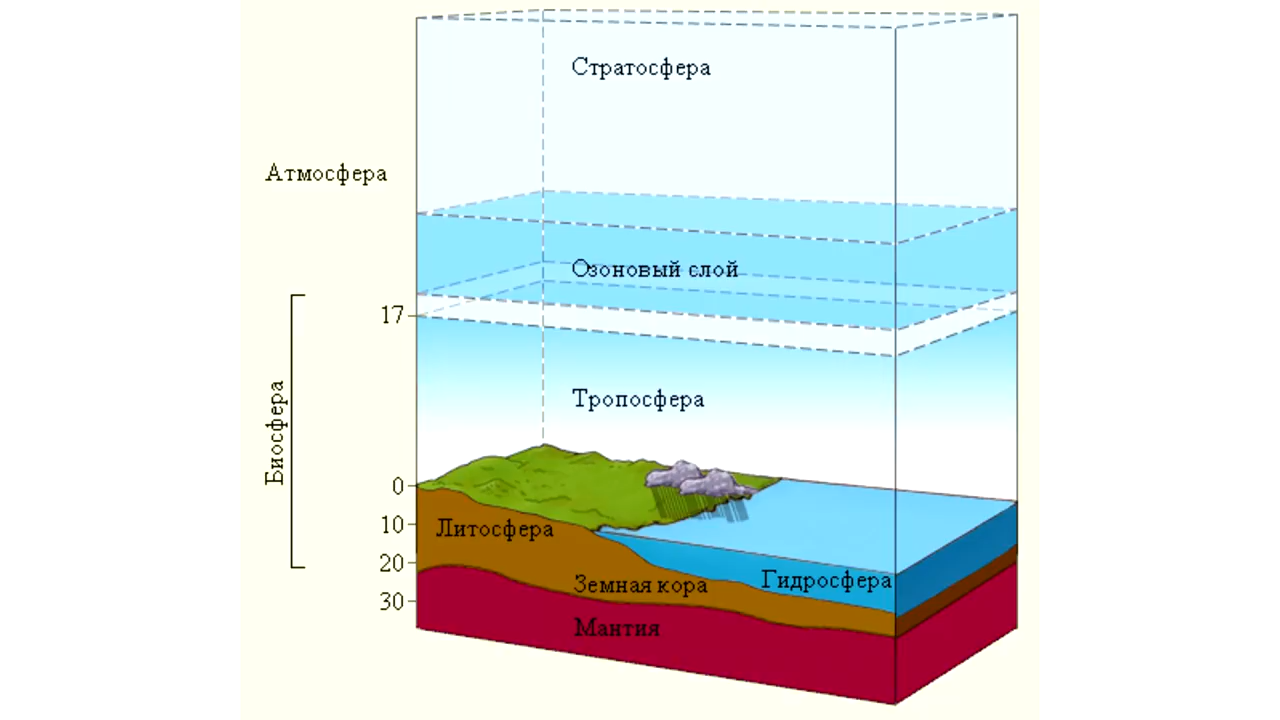 Стратосфера
Атмосфера
Озоновый слой
17
Тропосфера
Биосфера
0
10
Литосфера
20
Гидросфера
Земная кора
30
Мантия